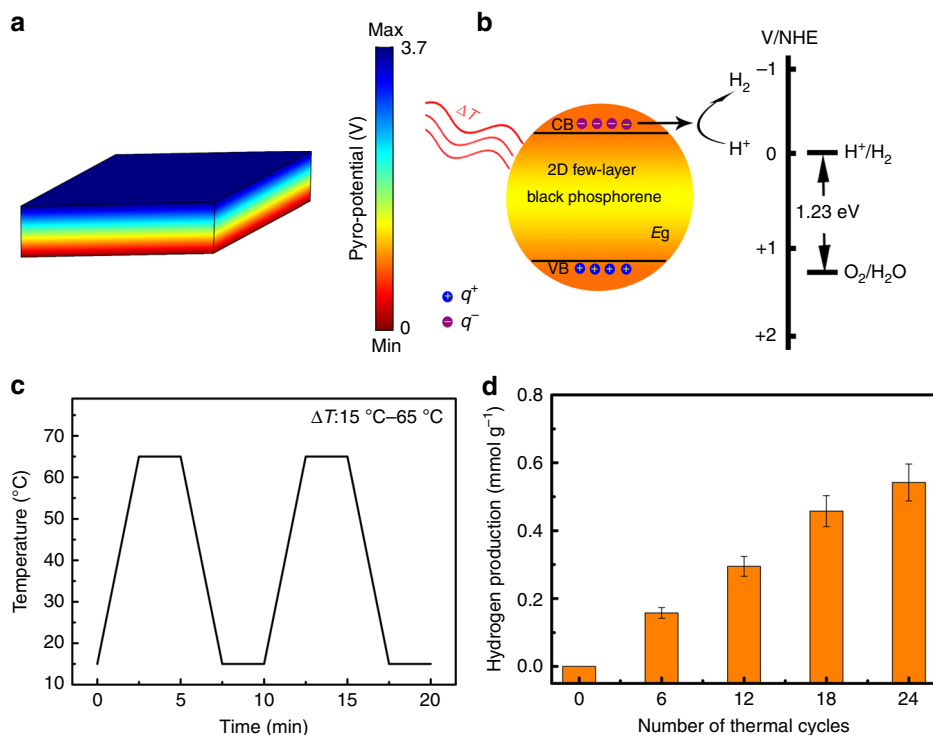 a
Max
3.7
Pyro-potential (V)
0
Min
q⁺
q⁻
b
V/NHE
ΔT
CB
2D few-layer
black phosphorene
Eg
VB
H₂
H⁺
–1
0
+1
+2
H⁺/H₂
1.23 eV
O₂/H₂O
c
ΔT:15 °C–65 °C
Temperature (°C)
70
60
50
40
30
20
10
0
5
10
15
20
Time (min)
d
Hydrogen production (mmol g⁻¹)
0.8
0.6
0.4
0.2
0.0
0
6
12
18
24
Number of thermal cycles